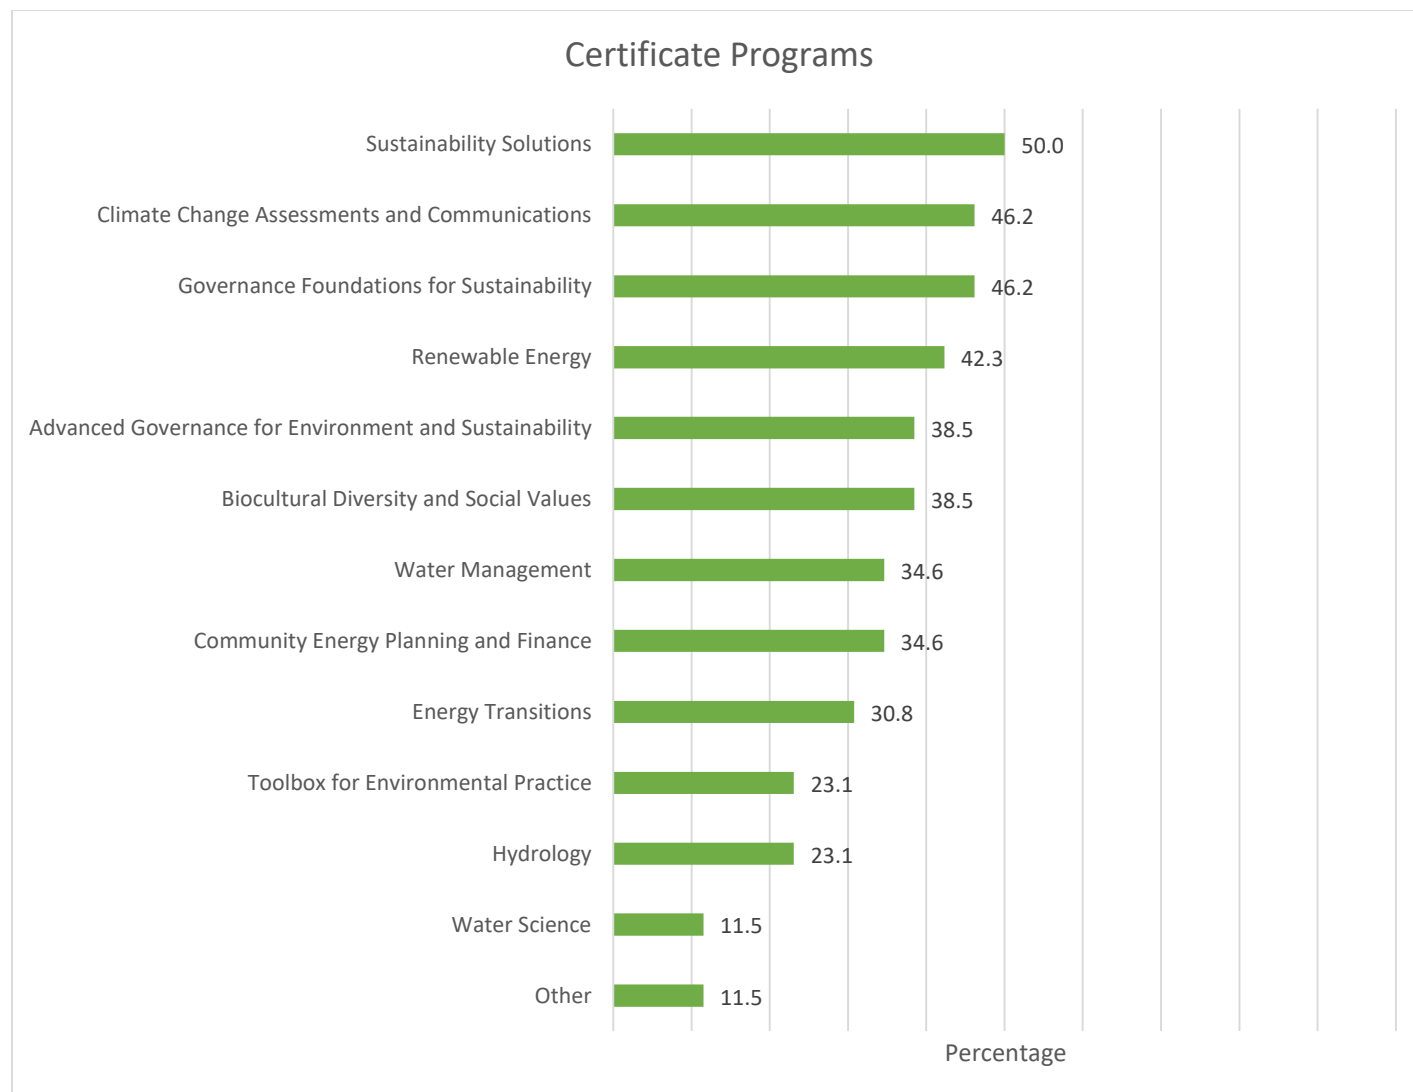 Certificate Programs
Sustainability Solutions 50.0
Climate Change Assessments and Communications 46.2
Governance Foundations for Sustainability 46.2
Renewable Energy 42.3
Advanced Governance for Environment and Sustainability 38.5
Biocultural Diversity and Social Values 38.5
Water Management 34.6
Community Energy Planning and Finance 34.6
Energy Transitions 30.8
Toolbox for Environmental Practice 23.1
Hydrology 23.1
Water Science 11.5
Other 11.5
Percentage